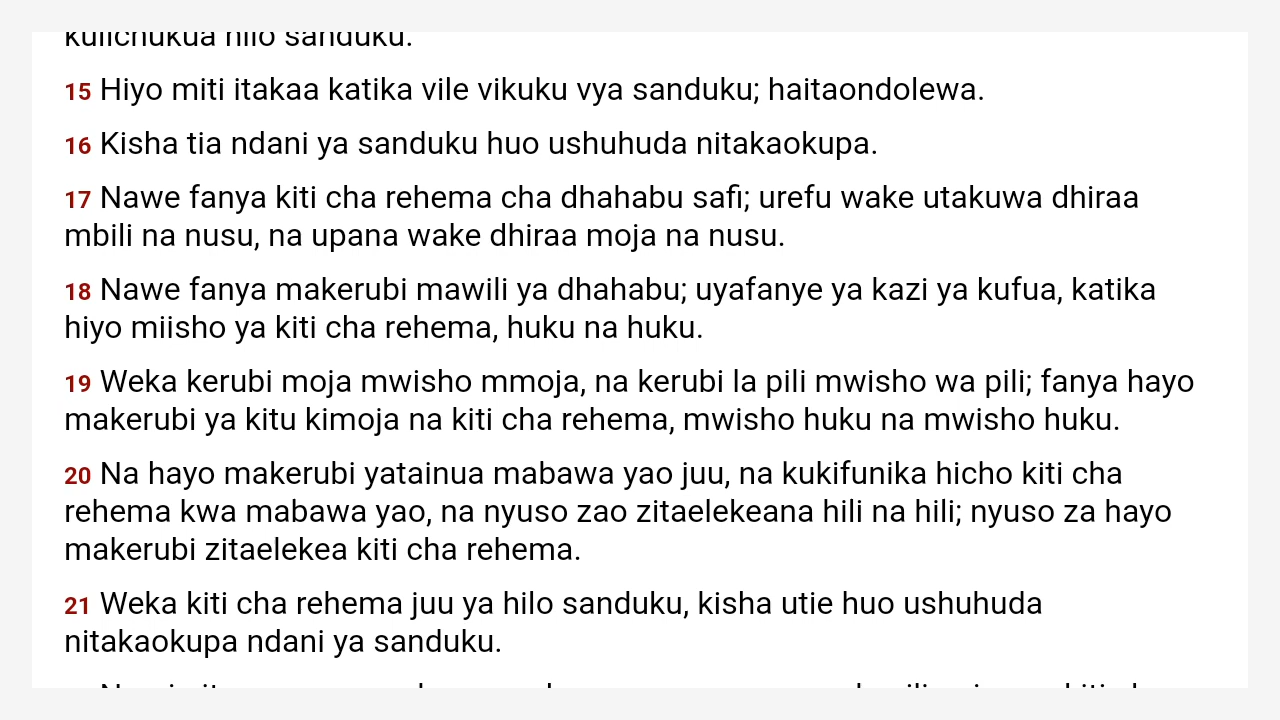 kulichukua hilo sanduku.
15 Hiyo miti itakaa katika vile vikuku vya sanduku; haitaondolewa.
16 Kisha tia ndani ya sanduku huo ushuhuda nitakaokupa.
17 Nawe fanya kiti cha rehema cha dhahabu safi; urefu wake utakuwa dhiraa
mbili na nusu, na upana wake dhiraa moja na nusu.
18 Nawe fanya makerubi mawili ya dhahabu; uyafanye ya kazi ya kufua, katika
hiyo miisho ya kiti cha rehema, huku na huku.
19 Weka kerubi moja mwisho mmoja, na kerubi la pili mwisho wa pili; fanya hayo
makerubi ya kitu kimoja na kiti cha rehema, mwisho huku na mwisho huku.
20 Na hayo makerubi yatainua mabawa yao juu, na kukifunika hicho kiti cha
rehema kwa mabawa yao, na nyuso zao zitaelekeana hili na hili; nyuso za hayo
makerubi zitaelekea kiti cha rehema.
21 Weka kiti cha rehema juu ya hilo sanduku, kisha utie huo ushuhuda
nitakaokupa ndani ya sanduku.